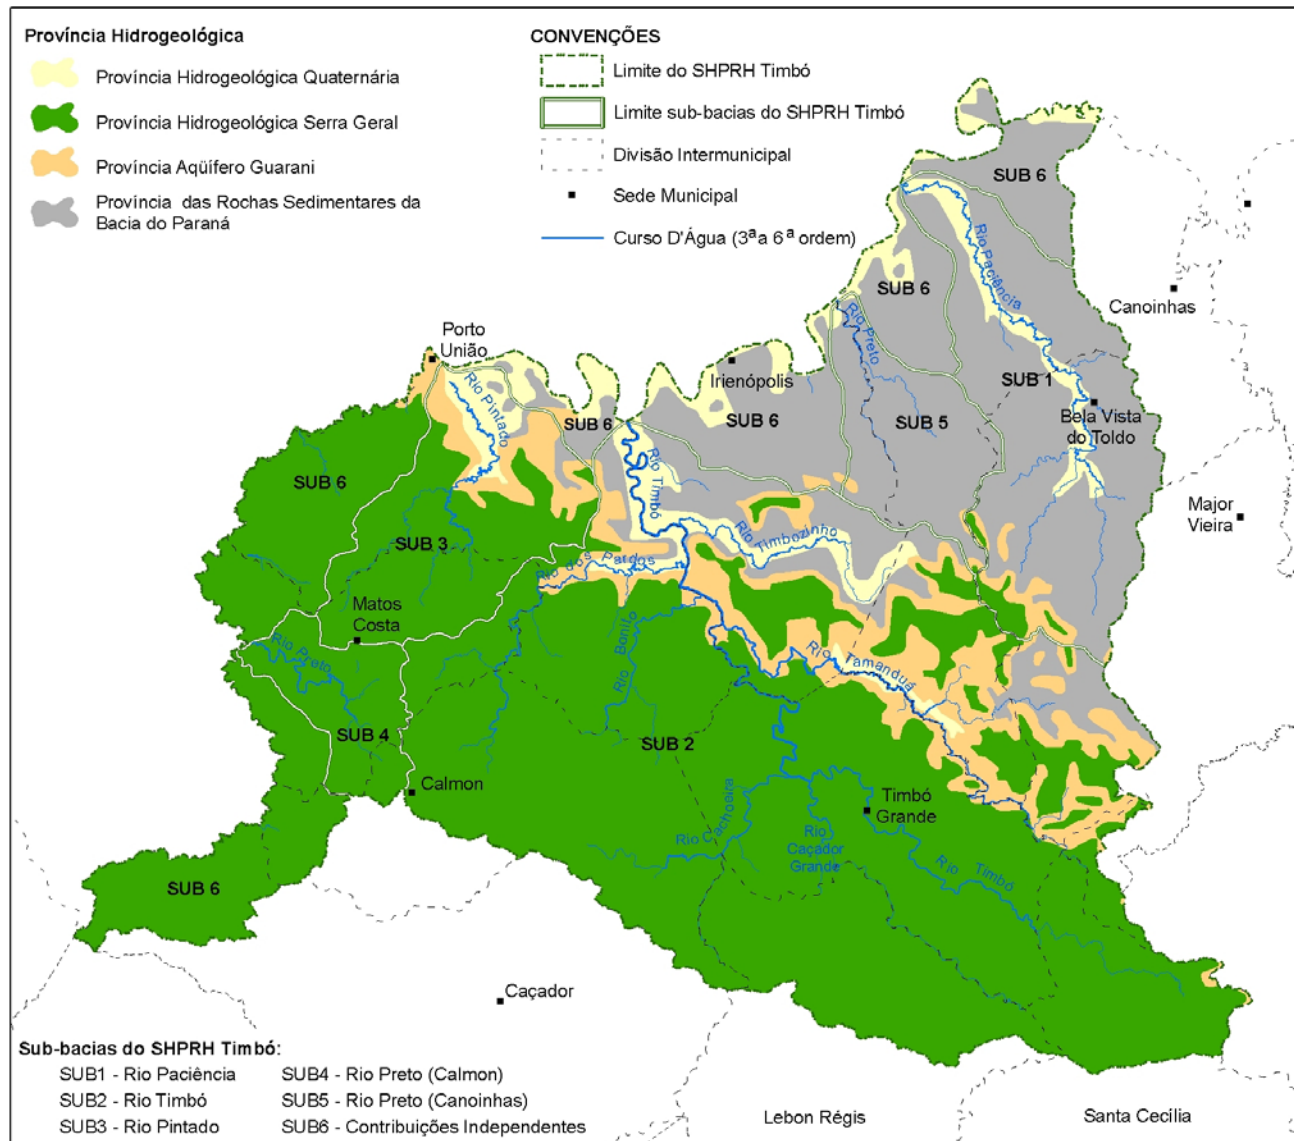 Província Hidrogeológica
Província Hidrogeológica Quaternária
Província Hidrogeológica Serra Geral
Província Aqüífero Guarani
Província das Rochas Sedimentares da
Bacia do Paraná
CONVENÇÕES
Limite do SHPRH Timbó
Limite sub-bacias do SHPRH Timbó
Divisão Intermunicipal
Sede Municipal
Curso D'Água (3ª a 6ª ordem)
SUB 6
Rio Paciência
SUB 6
Canoinhas
Rio Preto
Porto
União
Irienópolis
SUB 1
Rio Pintado
SUB 6
SUB 6
SUB 5
Bela Vista
do Toldo
SUB 6
Rio Timbó
Major
Vieira
Rio Timbozinho
SUB 3
Rio dos Pardos
Matos
Costa
Rio Bonito
Rio Preto
Rio Tamanduá
SUB 4
SUB 2
Calmon
Timbó
Grande
Rio Cachoeira
Rio
Caçador
Grande
Rio Timbó
SUB 6
Caçador
Sub-bacias do SHPRH Timbó:
SUB1 - Rio Paciência
SUB2 - Rio Timbó
SUB3 - Rio Pintado
SUB4 - Rio Preto (Calmon)
SUB5 - Rio Preto (Canoinhas)
SUB6 - Contribuições Independentes
Lebon Régis
Santa Cecília